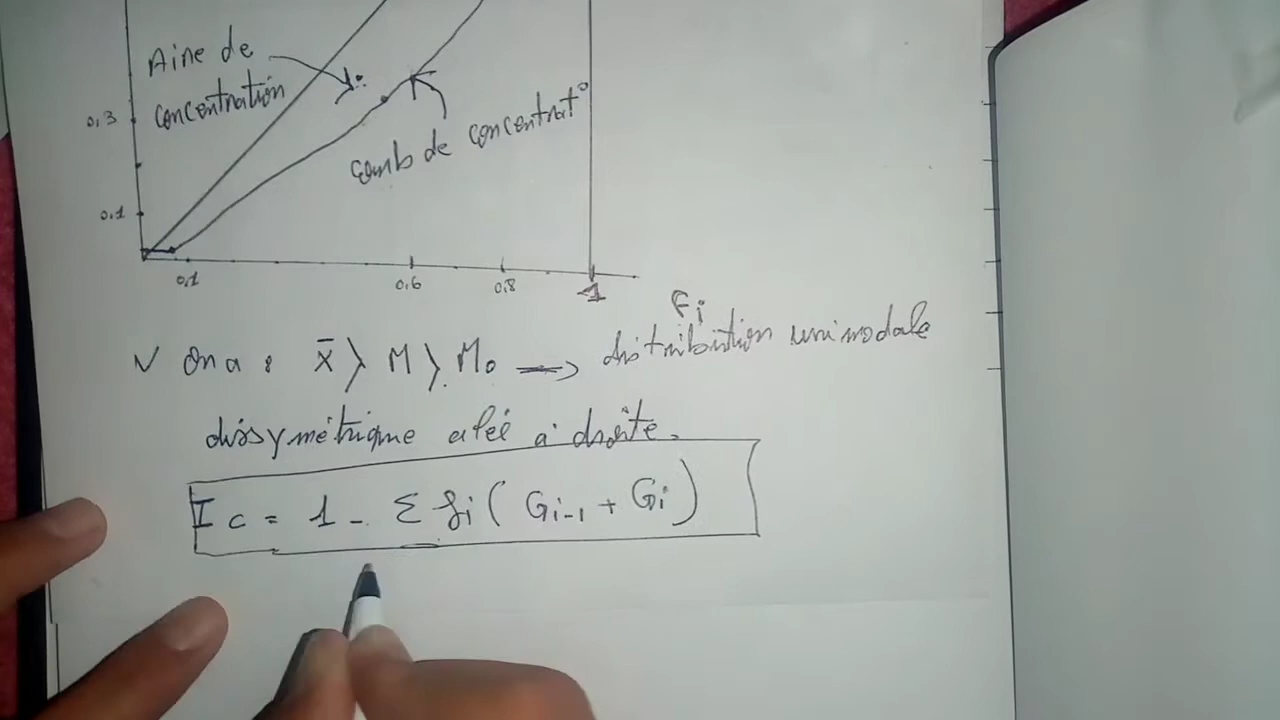 Aire de
concentration
0,3
courb de concentrat°
0,1
0,1 0,6 0,8 1
Fi
On a : x̄ > M > Mo → distribution unimodale
dissymétrique alée à droite.
Ic = 1 - Σ fi ( Gi-1 + Gi )